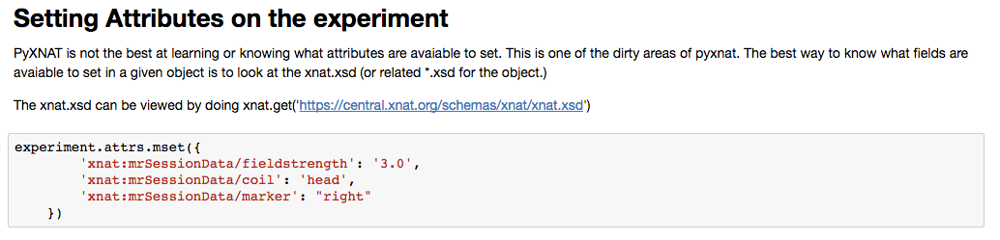 Setting Attributes on the experiment
PyXNAT is not the best at learning or knowing what attributes are avaiable to set. This is one of the dirty areas of pyxnat. The best way to know what fields are
avaiable to set in a given object is to look at the xnat.xsd (or related *.xsd for the object.)
The xnat.xsd can be viewed by doing xnat.get('https://central.xnat.org/schemas/xnat/xnat.xsd')
experiment.attrs.mset({
        'xnat:mrSessionData/fieldstrength': '3.0',
        'xnat:mrSessionData/coil': 'head',
        'xnat:mrSessionData/marker': "right"
    })